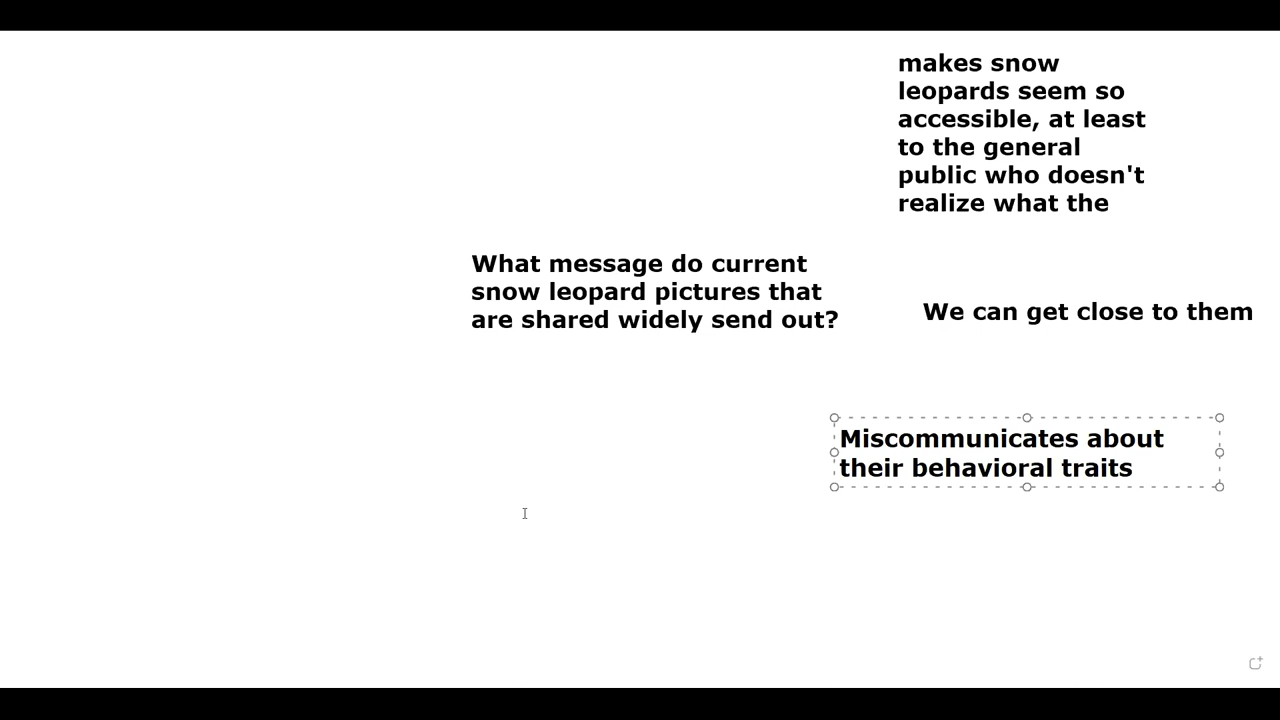 makes snow
leopards seem so
accessible, at least
to the general
public who doesn't
realize what the
What message do current
snow leopard pictures that
are shared widely send out?
We can get close to them
Miscommunicates about
their behavioral traits